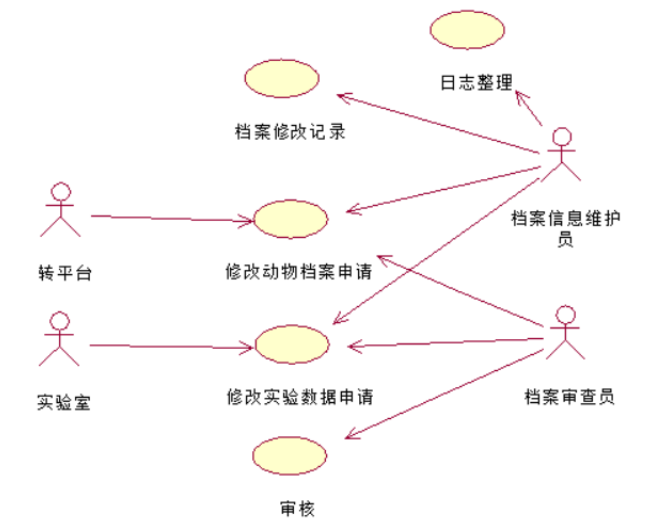 日志整理
档案修改记录
档案信息维护
员
转平台
修改动物档案申请
实验室
修改实验数据申请
档案审查员
审核